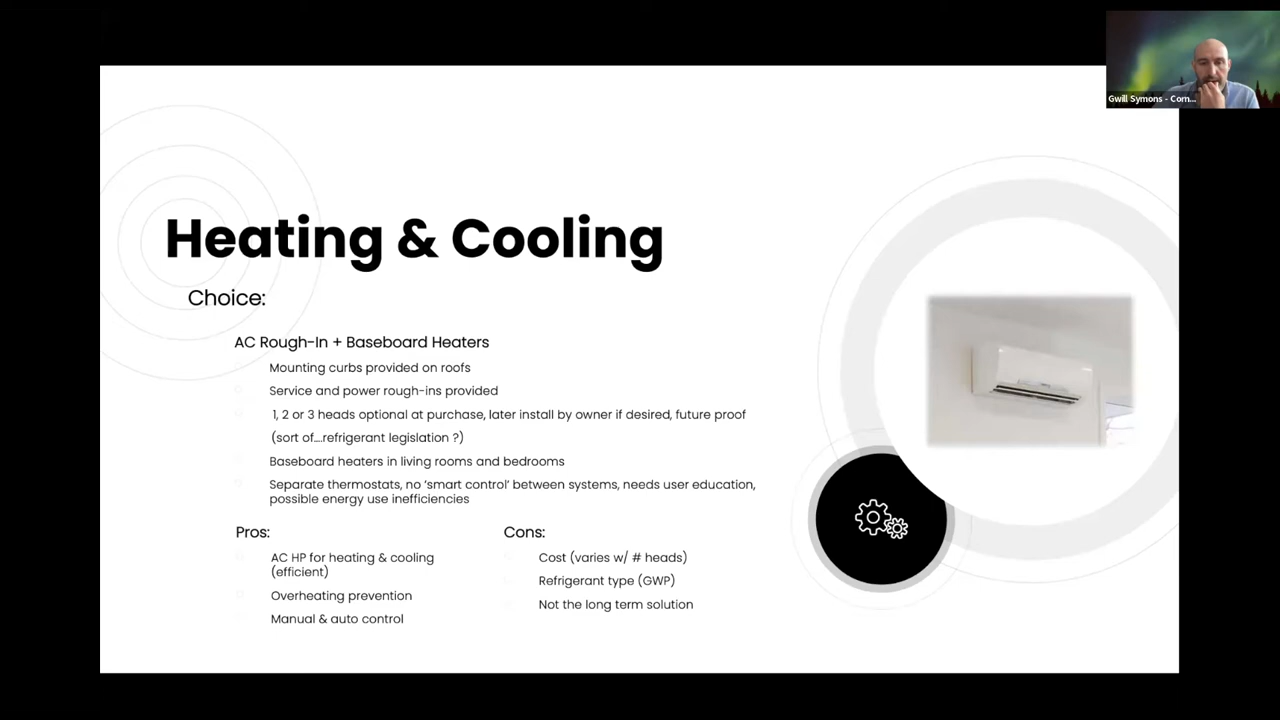 Gwill Symons - Com...
Heating & Cooling
Choice:
AC Rough-In + Baseboard Heaters
Mounting curbs provided on roofs
Service and power rough-ins provided
1, 2 or 3 heads optional at purchase, later install by owner if desired, future proof
(sort of....refrigerant legislation ?)
Baseboard heaters in living rooms and bedrooms
Separate thermostats, no ‘smart control’ between systems, needs user education,
possible energy use inefficiencies
Pros:
AC HP for heating & cooling
(efficient)
Overheating prevention
Manual & auto control
Cons:
Cost (varies w/ # heads)
Refrigerant type (GWP)
Not the long term solution